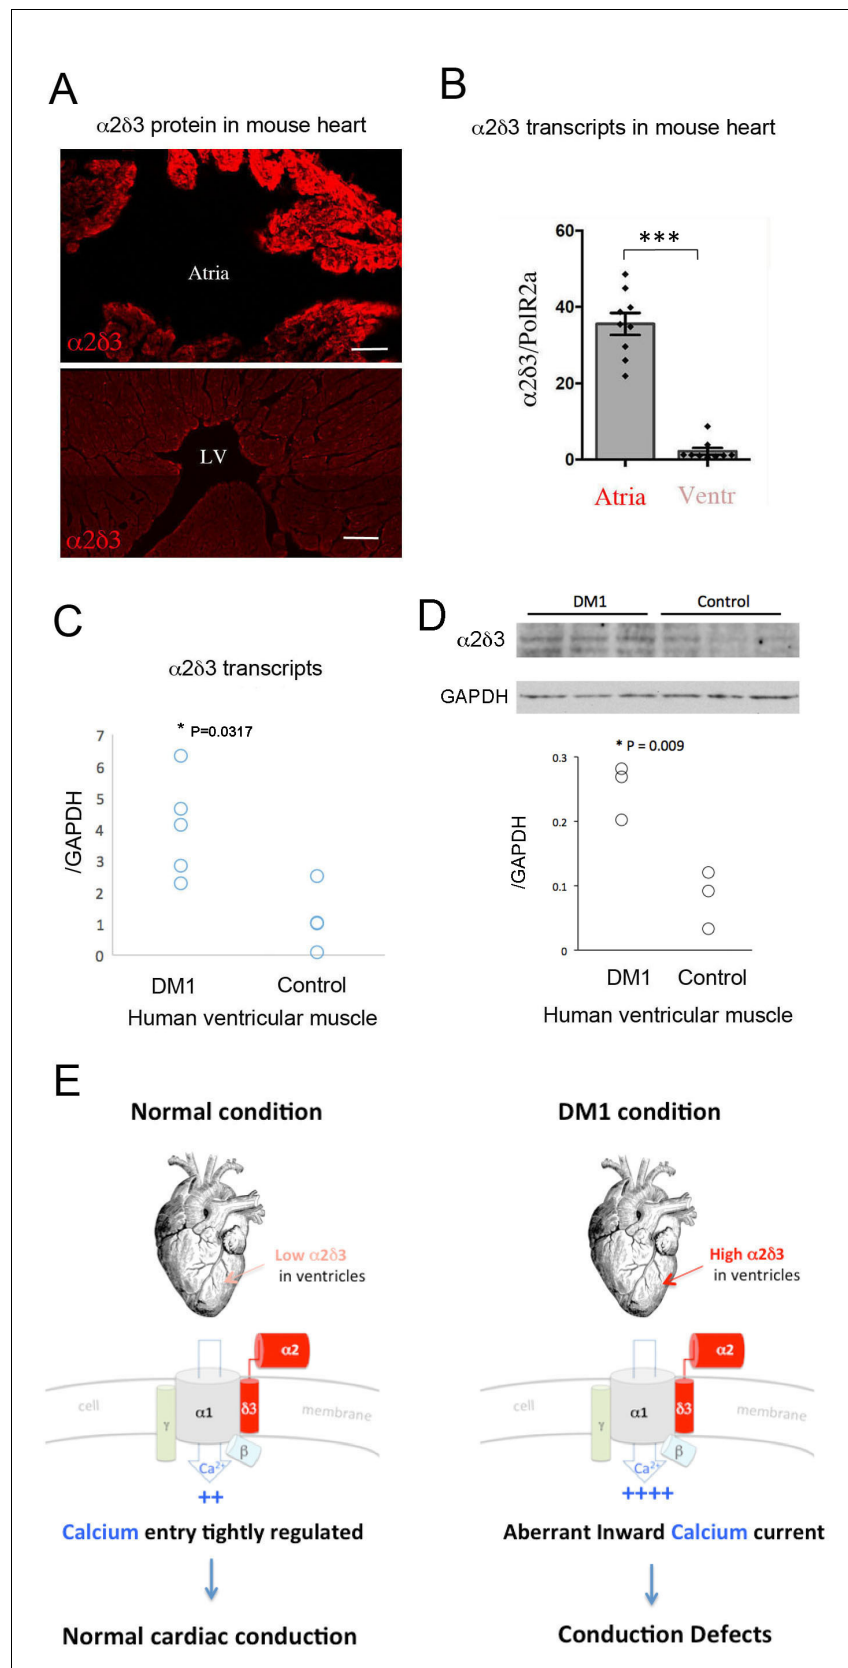 A
α2δ3 protein in mouse heart
Atria
α2δ3
LV
α2δ3
B
α2δ3 transcripts in mouse heart
***
60
40
20
0
α2δ3/PolR2a
Atria Ventr
C
α2δ3 transcripts
* P=0.0317
7
6
5
4
3
2
1
0
/GAPDH
DM1 Control
Human ventricular muscle
D
DM1 Control
α2δ3
GAPDH
* P = 0.009
0.3
0.2
0.1
0
/GAPDH
DM1 Control
Human ventricular muscle
E
Normal condition
Low α2δ3
in ventricles
α2
cell
γ
α1
δ3
membrane
β
Ca²⁺
++
Calcium entry tightly regulated
Normal cardiac conduction
DM1 condition
High α2δ3
in ventricles
α2
cell
γ
α1
δ3
membrane
β
Ca²⁺
++++
Aberrant Inward Calcium current
Conduction Defects